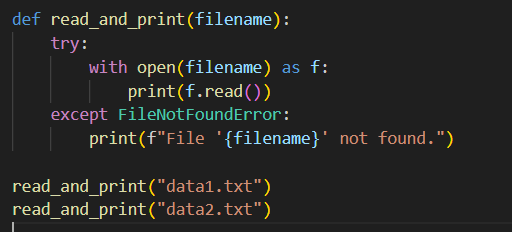 def read_and_print(filename):
    try:
        with open(filename) as f:
            print(f.read())
    except FileNotFoundError:
        print(f"File '{filename}' not found.")

read_and_print("data1.txt")
read_and_print("data2.txt")